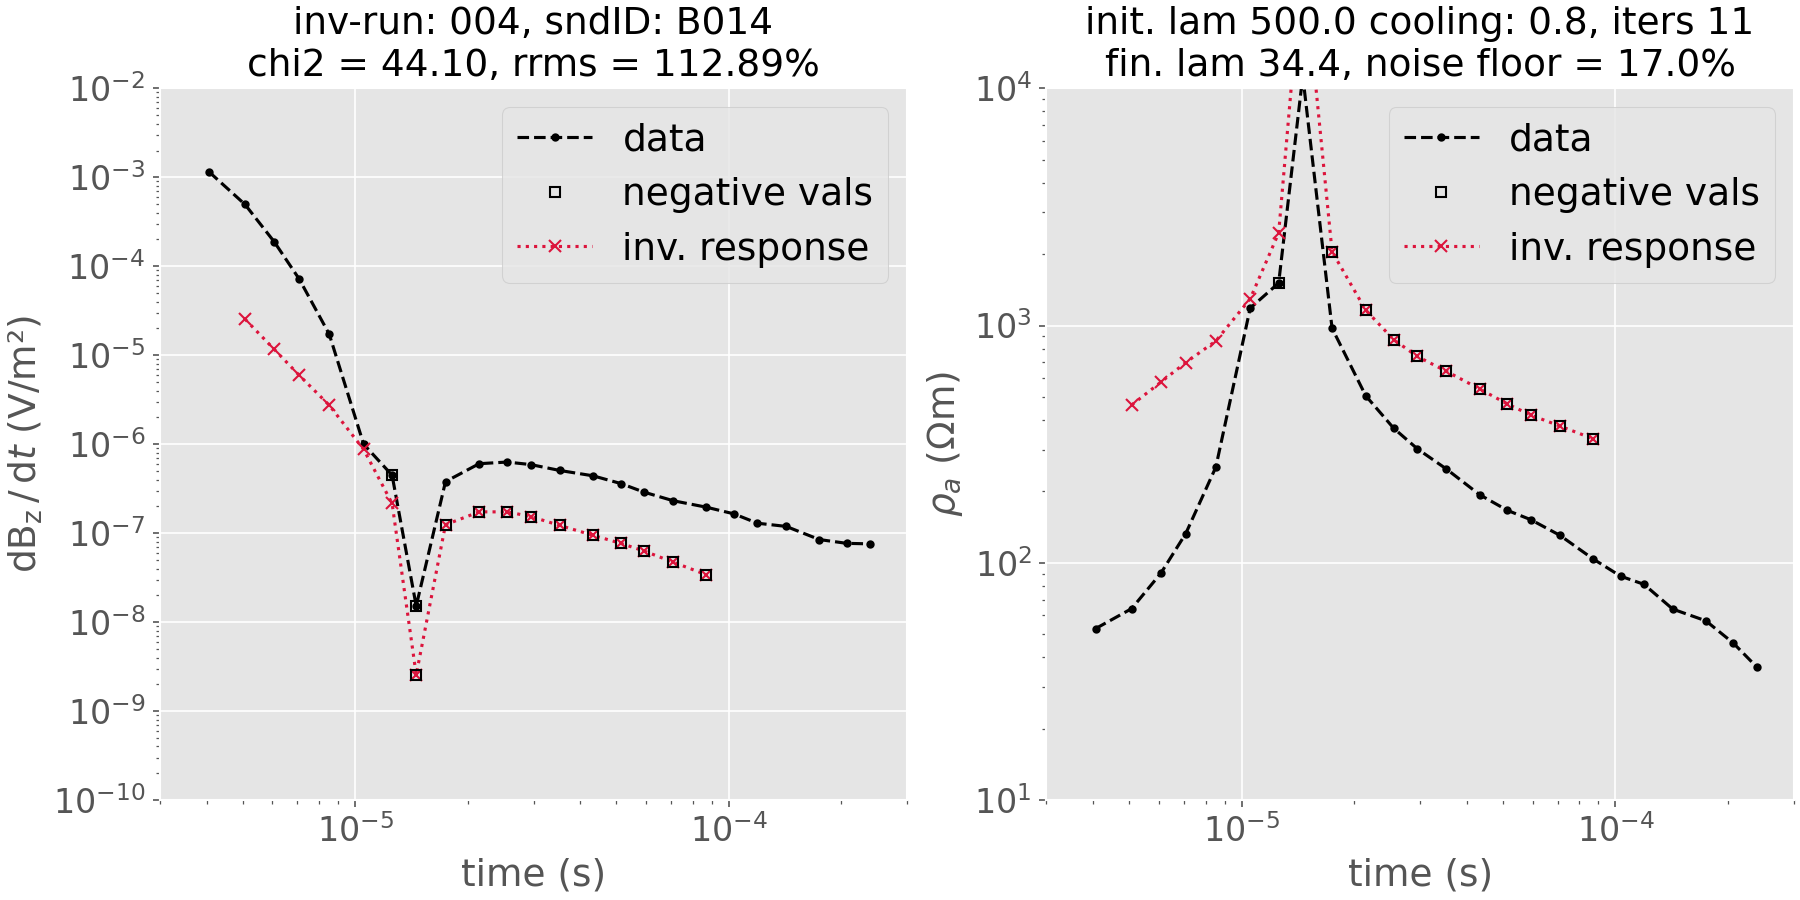 inv-run: 004, sndID: B014
chi2 = 44.10, rrms = 112.89%
10⁻²
10⁻³
10⁻⁴
10⁻⁵
10⁻⁶
10⁻⁷
10⁻⁸
10⁻⁹
10⁻¹⁰
dB_z / dt (V/m²)
data
negative vals
inv. response
10⁻⁵ 10⁻⁴
time (s)
init. lam 500.0 cooling: 0.8, iters 11
fin. lam 34.4, noise floor = 17.0%
10⁴
10³
10²
10¹
ρₐ (Ωm)
data
negative vals
inv. response
10⁻⁵ 10⁻⁴
time (s)